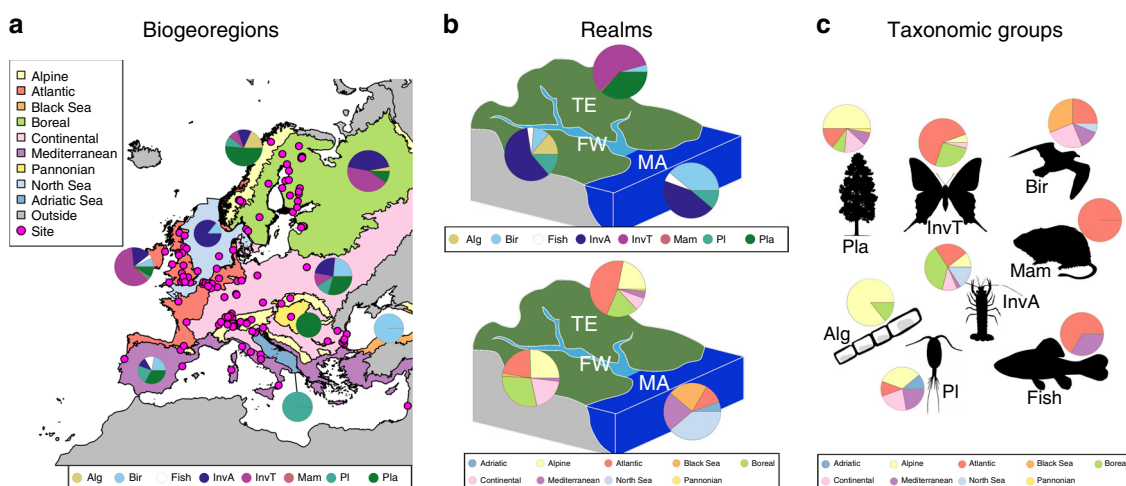 a Biogeoregions
Alpine
Atlantic
Black Sea
Boreal
Continental
Mediterranean
Pannonian
North Sea
Adriatic Sea
Outside
Site
Alg Bir Fish InvA InvT Mam Pl Pla
b Realms
TE
FW
MA
Alg Bir Fish InvA InvT Mam Pl Pla
TE
FW
MA
Adriatic Alpine Atlantic Black Sea Boreal
Continental Mediterranean North Sea Pannonian
c Taxonomic groups
Pla
InvT
Bir
Mam
InvA
Alg
Pl
Fish
Adriatic Alpine Atlantic Black Sea Boreal
Continental Mediterranean North Sea Pannonian